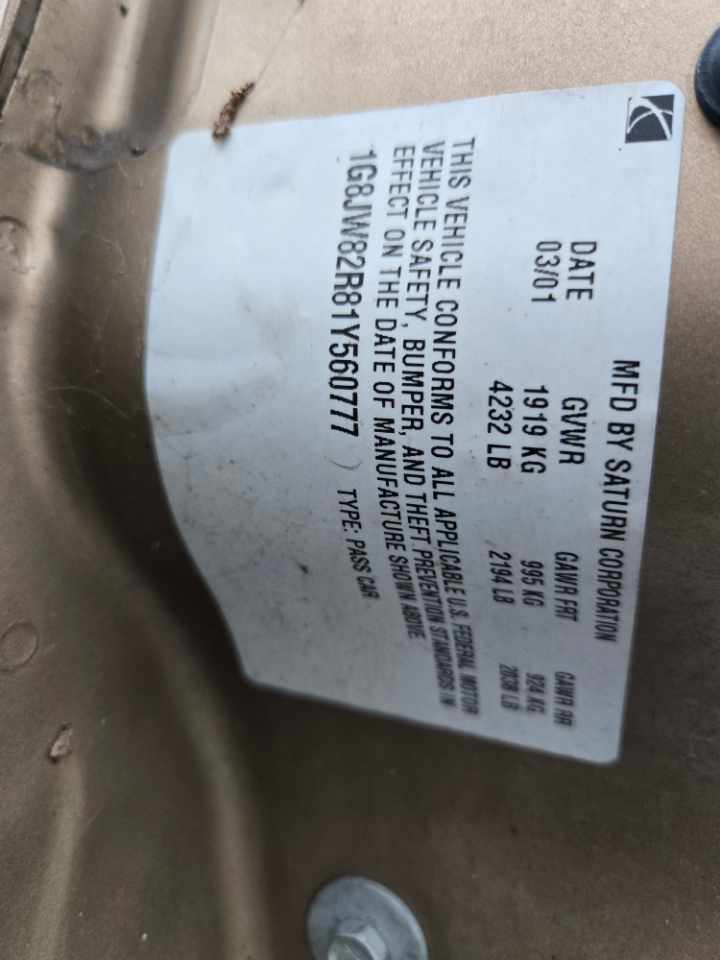 MFD BY SATURN CORPORATION
DATE GVWR GAWR FRT GAWR RR
03/01 1919 KG 995 KG 924 KG
4232 LB 2194 LB 2038 LB
THIS VEHICLE CONFORMS TO ALL APPLICABLE U.S. FEDERAL MOTOR
VEHICLE SAFETY, BUMPER, AND THEFT PREVENTION STANDARDS IN
EFFECT ON THE DATE OF MANUFACTURE SHOWN ABOVE.
1G8JW82R81Y560777 TYPE: PASS CAR